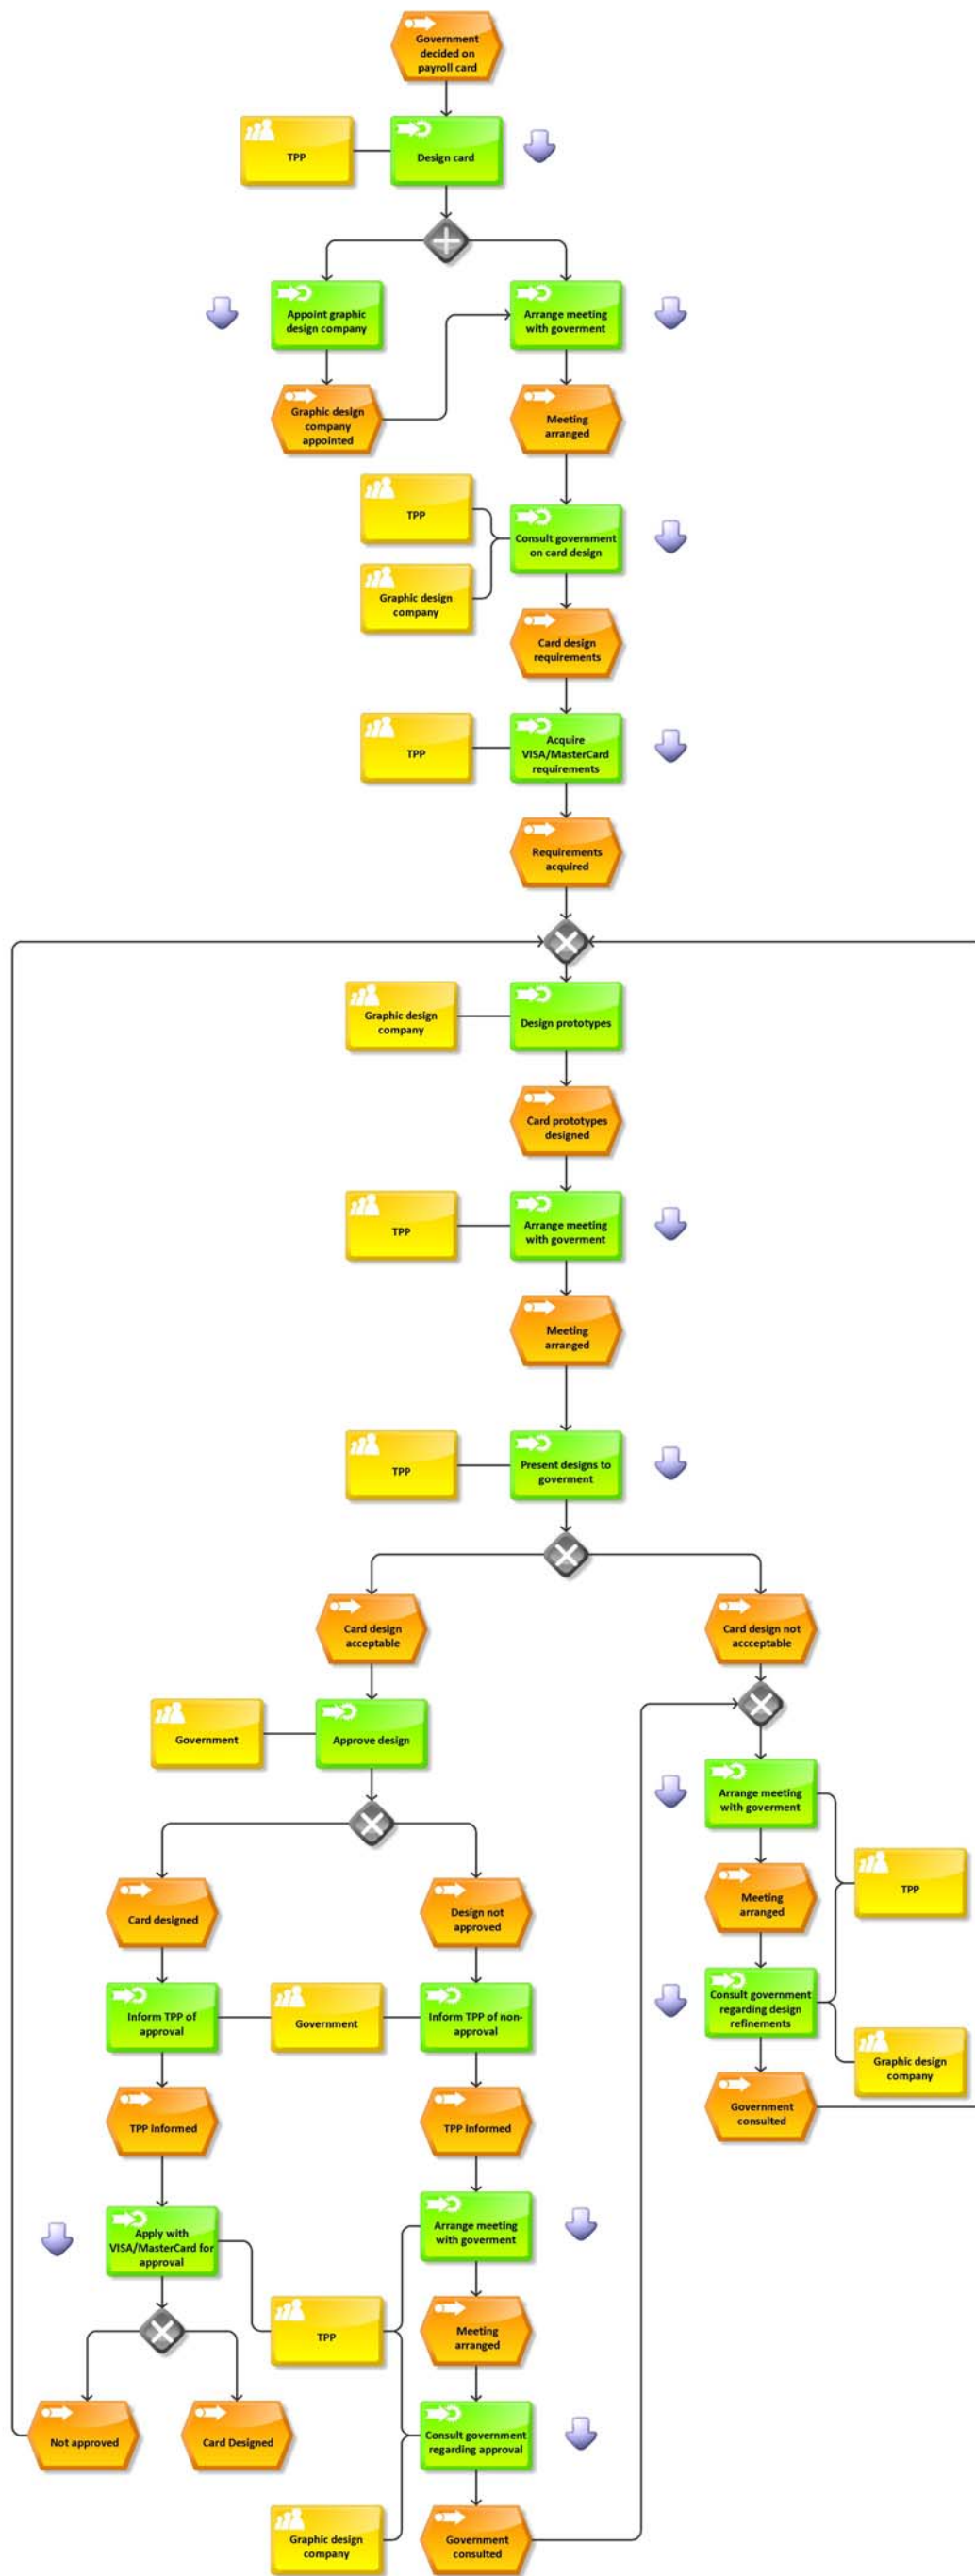 Government
decided on
payroll card
TPP
Design card
Appoint graphic
design company
Arrange meeting
with goverment
Graphic design
company
appointed
Meeting
arranged
TPP
Consult government
on card design
Graphic design
company
Card design
requirements
TPP
Acquire
VISA/MasterCard
requirements
Requirements
acquired
Graphic design
company
Design prototypes
Card prototypes
designed
TPP
Arrange meeting
with goverment
Meeting
arranged
TPP
Present designs to
goverment
Card design
acceptable
Card design not
accceptable
Government
Approve design
Arrange meeting
with goverment
TPP
Card designed
Design not
approved
Meeting
arranged
Inform TPP of
approval
Government
Inform TPP of non-
approval
Consult government
regarding design
refinements
Graphic design
company
TPP Informed
TPP Informed
Government
consulted
Apply with
VISA/MasterCard for
approval
Arrange meeting
with goverment
TPP
Meeting
arranged
Not approved
Card Designed
Consult government
regarding approval
Graphic design
company
Government
consulted